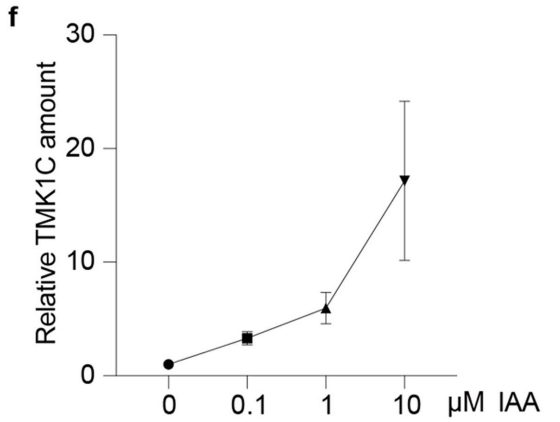 f
Relative TMK1C amount
30
20
10
0
0 0.1 1 10 μM IAA